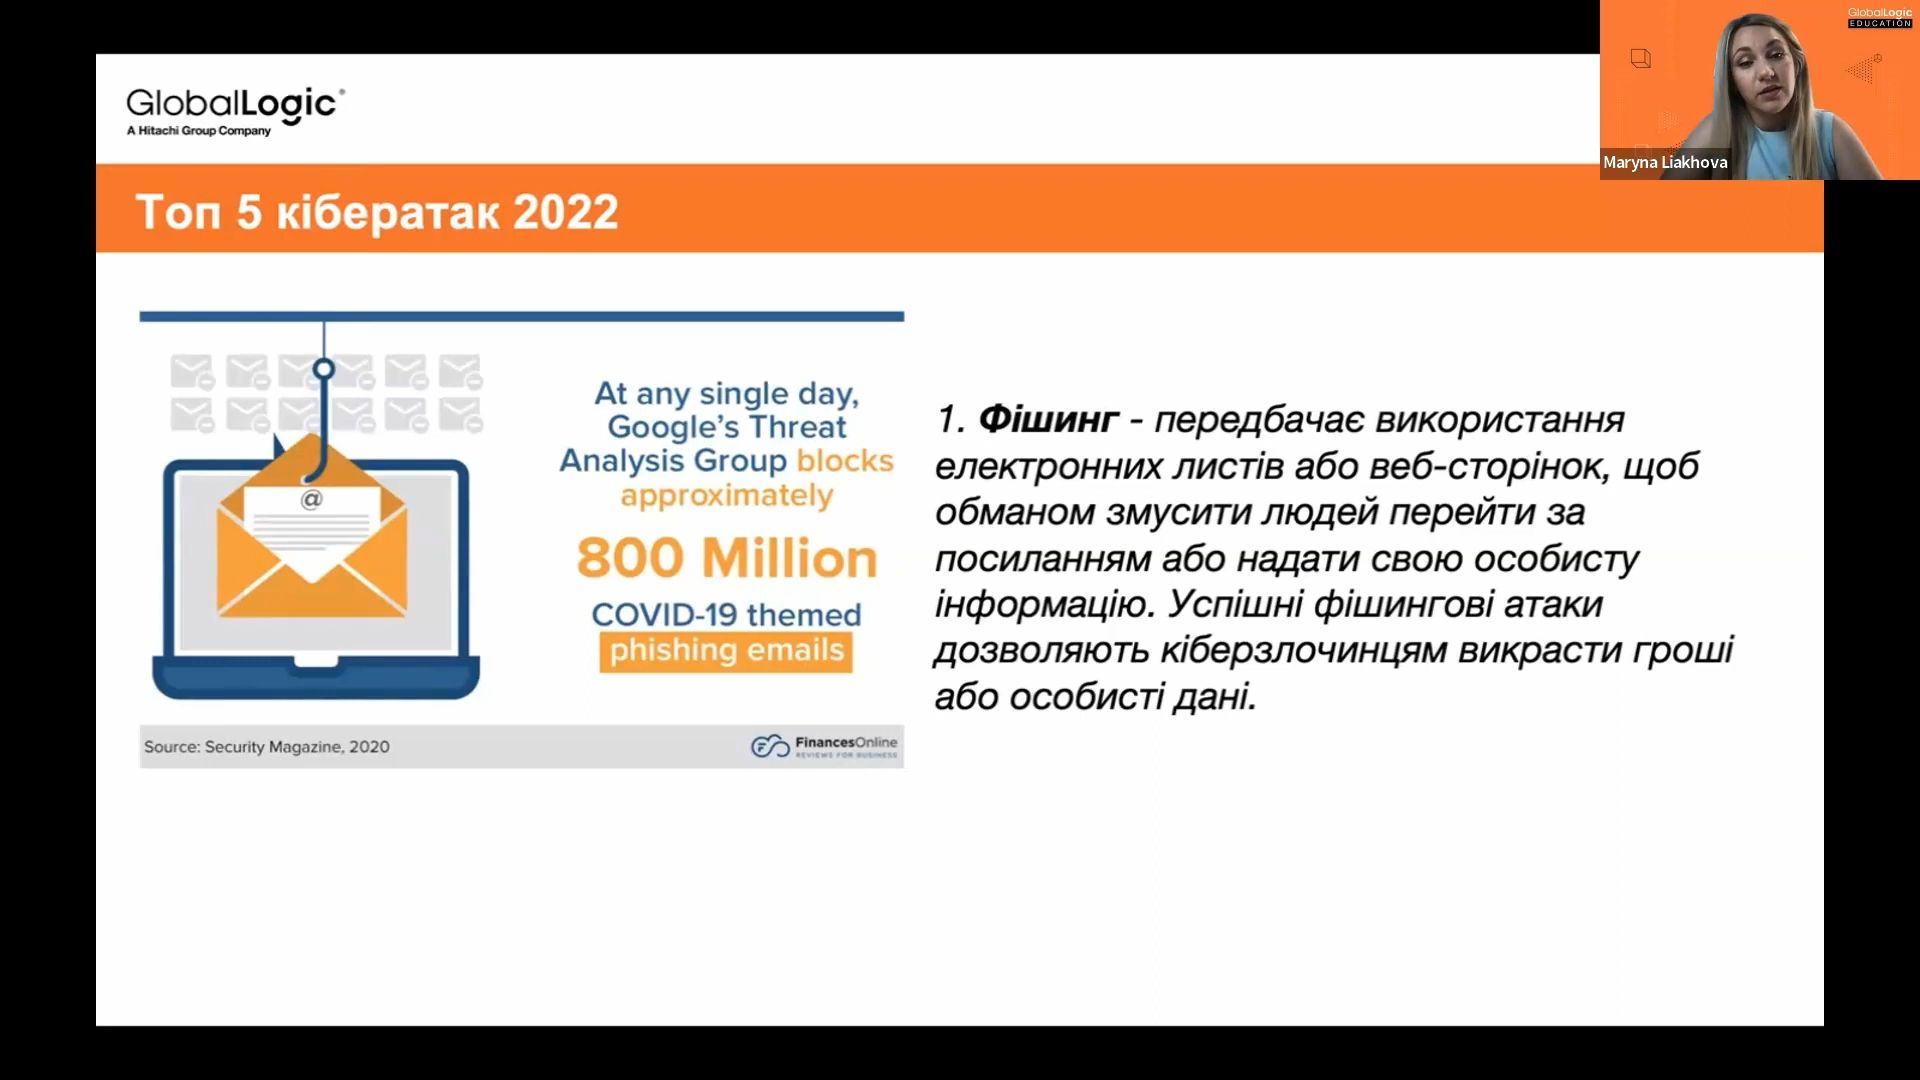 GlobalLogic
EDUCATION
Maryna Liakhova
GlobalLogic®
A Hitachi Group Company
Топ 5 кібератак 2022
At any single day,
Google's Threat
Analysis Group blocks
approximately
800 Million
COVID-19 themed
phishing emails
@
Source: Security Magazine, 2020
FinancesOnline
REVIEWS FOR BUSINESS
1. Фішинг - передбачає використання
електронних листів або веб-сторінок, щоб
обманом змусити людей перейти за
посиланням або надати свою особисту
інформацію. Успішні фішингові атаки
дозволяють кіберзлочинцям викрасти гроші
або особисті дані.